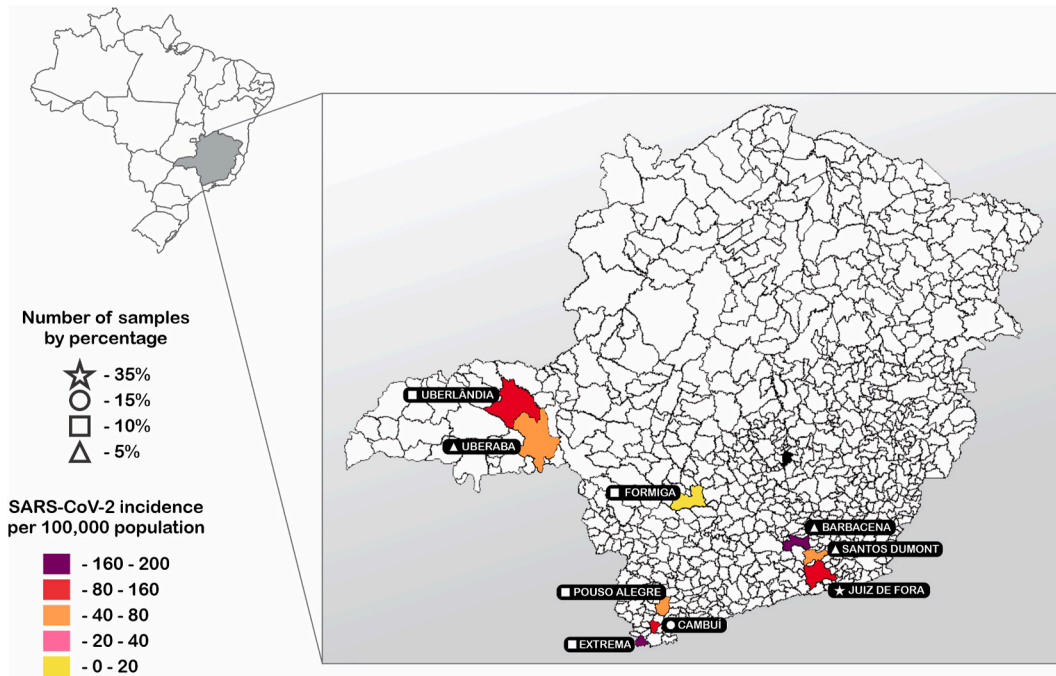 Number of samples
by percentage
- 35%
- 15%
- 10%
- 5%
SARS-CoV-2 incidence
per 100,000 population
- 160 - 200
- 80 - 160
- 40 - 80
- 20 - 40
- 0 - 20
UBERLÂNDIA
UBERABA
FORMIGA
BARBACENA
SANTOS DUMONT
JUIZ DE FORA
POUSO ALEGRE
CAMBUÍ
EXTREMA